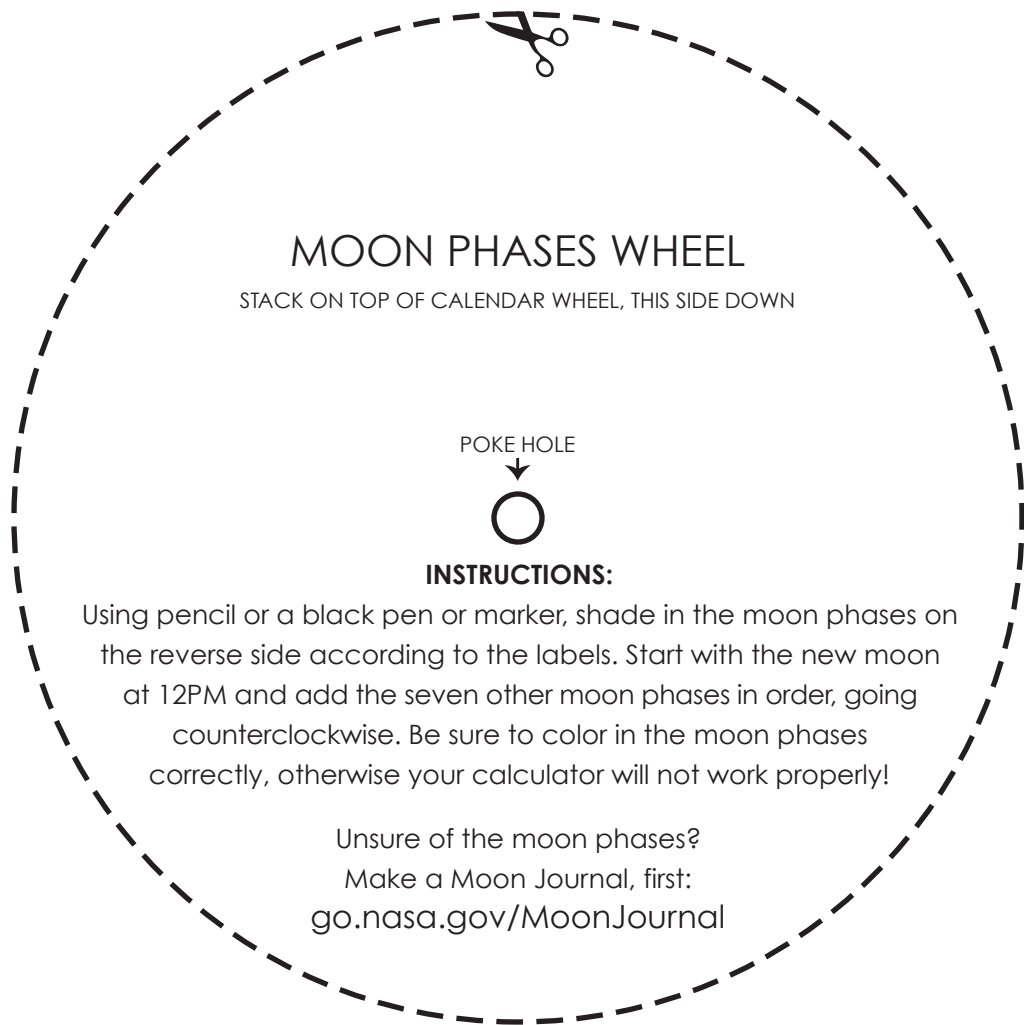 MOON PHASES WHEEL
STACK ON TOP OF CALENDAR WHEEL, THIS SIDE DOWN
POKE HOLE
INSTRUCTIONS:
Using pencil or a black pen or marker, shade in the moon phases on
the reverse side according to the labels. Start with the new moon
at 12PM and add the seven other moon phases in order, going
counterclockwise. Be sure to color in the moon phases
correctly, otherwise your calculator will not work properly!
Unsure of the moon phases?
Make a Moon Journal, first:
go.nasa.gov/MoonJournal